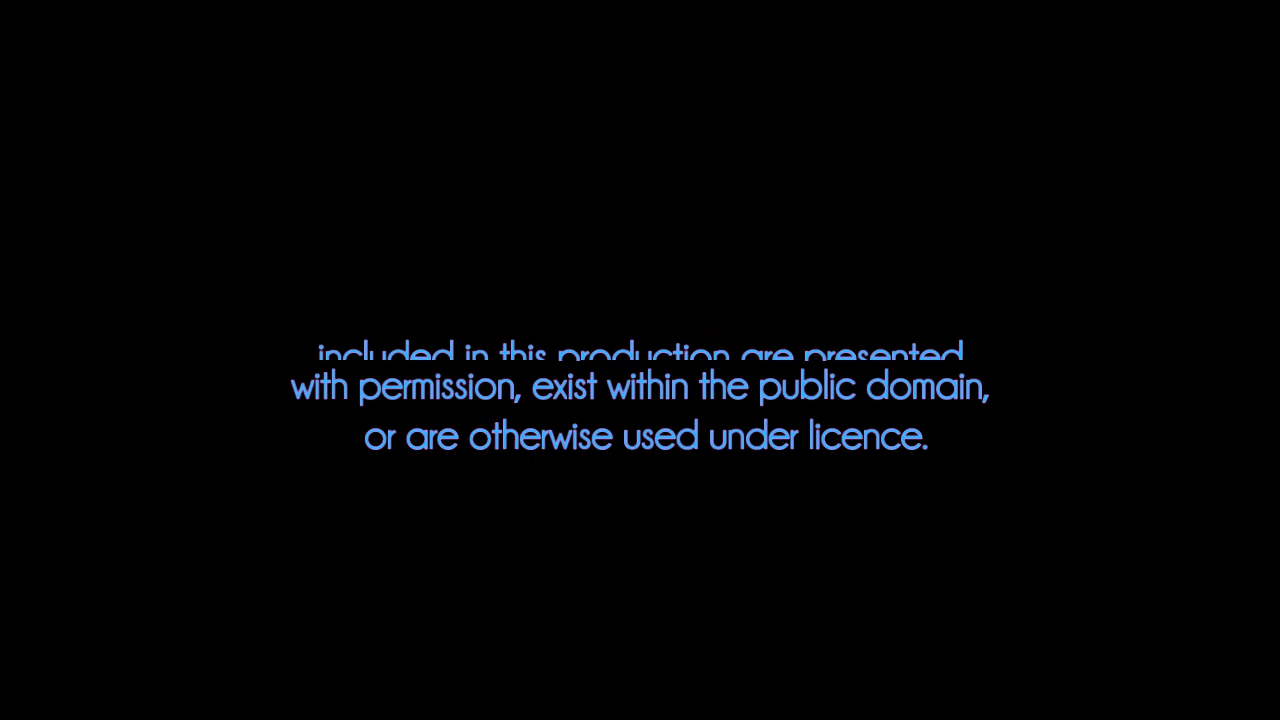 included in this production are presented
with permission, exist within the public domain,
or are otherwise used under licence.